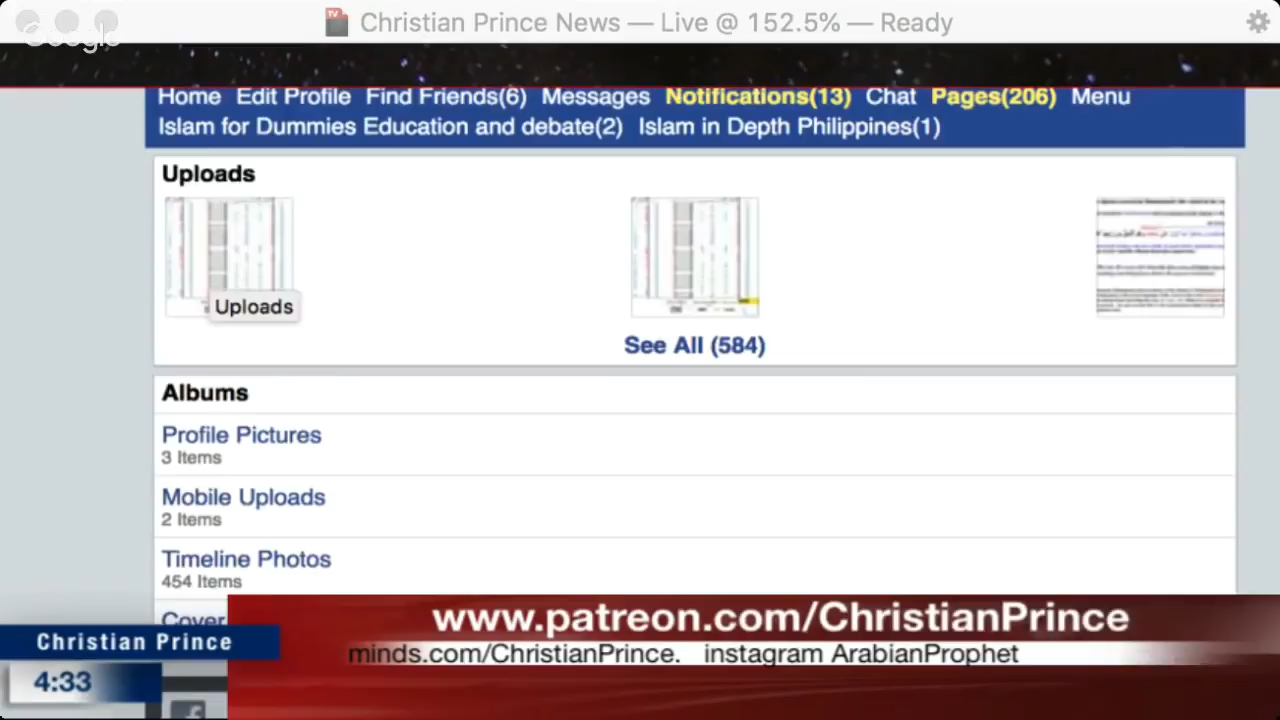 Christian Prince News — Live @ 152.5% — Ready
Google
Home Edit Profile Find Friends(6) Messages Notifications(13) Chat Pages(206) Menu
Islam for Dummies Education and debate(2) Islam in Depth Philippines(1)
Uploads
Uploads
See All (584)
Albums
Profile Pictures
3 Items
Mobile Uploads
2 Items
Timeline Photos
454 Items
Cover
www.patreon.com/ChristianPrince
Christian Prince
minds.com/ChristianPrince. instagram ArabianProphet
4:33